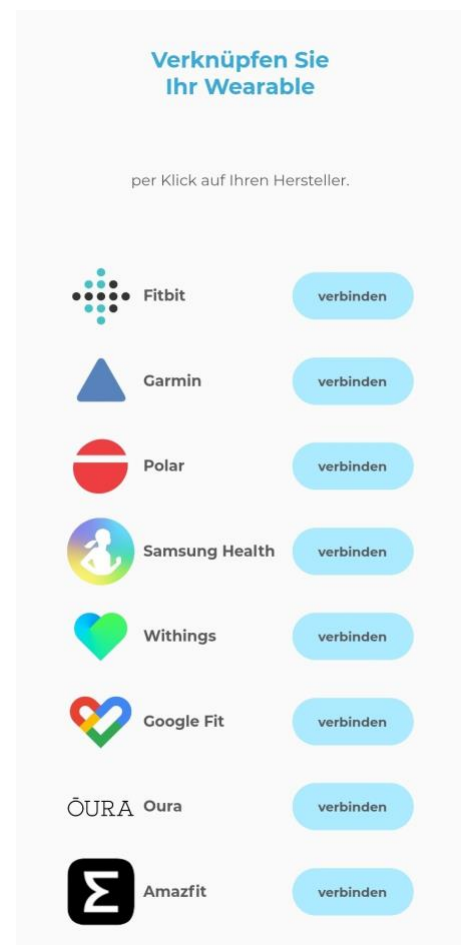 Verknüpfen Sie
Ihr Wearable
per Klick auf Ihren Hersteller.
Fitbit verbinden
Garmin verbinden
Polar verbinden
Samsung Health verbinden
Withings verbinden
Google Fit verbinden
ŌURA Oura verbinden
Amazfit verbinden